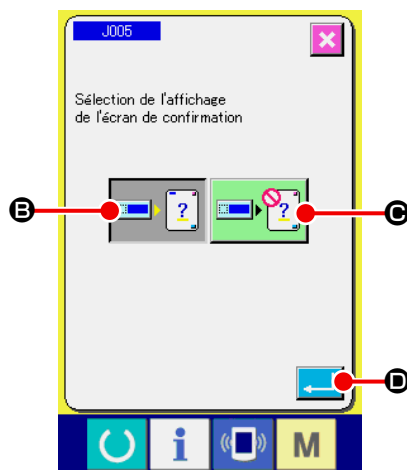 J005
Sélection de l'affichage
de l'écran de confirmation
B
?
?
C
D
i
M